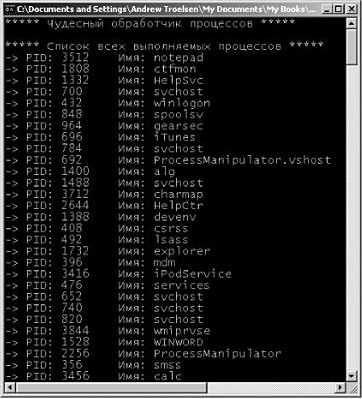 C:\Documents and Settings\Andrew Troelsen\My Documents\My Books\...
***** Чудесный обработчик процессов *****
***** Список всех выполняемых процессов *****
-> PID: 3512 Имя: notepad
-> PID: 1808 Имя: ctfmon
-> PID: 1332 Имя: HelpSvc
-> PID: 700 Имя: svchost
-> PID: 432 Имя: winlogon
-> PID: 848 Имя: spoolsv
-> PID: 964 Имя: gearsec
-> PID: 696 Имя: iTunes
-> PID: 784 Имя: svchost
-> PID: 692 Имя: ProcessManipulator.vshost
-> PID: 1400 Имя: alg
-> PID: 1488 Имя: svchost
-> PID: 3712 Имя: charmap
-> PID: 2644 Имя: HelpCtr
-> PID: 1388 Имя: devenv
-> PID: 408 Имя: csrss
-> PID: 492 Имя: lsass
-> PID: 1732 Имя: explorer
-> PID: 396 Имя: mdm
-> PID: 3416 Имя: iPodService
-> PID: 476 Имя: services
-> PID: 652 Имя: svchost
-> PID: 740 Имя: svchost
-> PID: 820 Имя: svchost
-> PID: 3844 Имя: wmiprvse
-> PID: 1528 Имя: WINWORD
-> PID: 2256 Имя: ProcessManipulator
-> PID: 356 Имя: smss
-> PID: 3456 Имя: calc